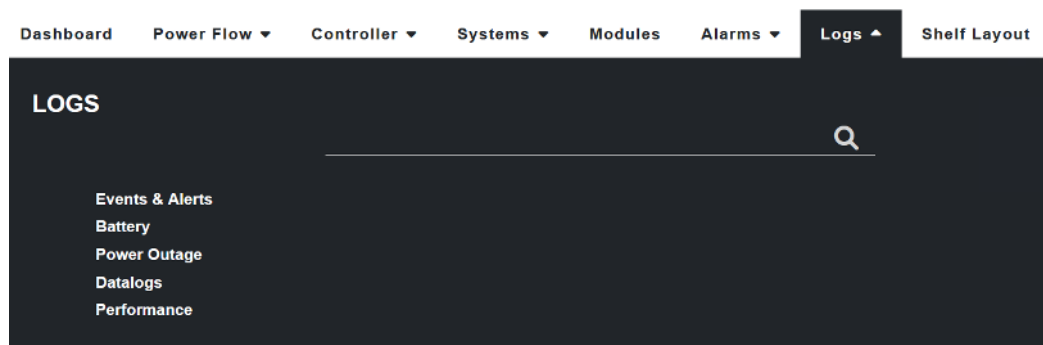 Dashboard Power Flow Controller Systems Modules Alarms Logs Shelf Layout
LOGS
Events & Alerts
Battery
Power Outage
Datalogs
Performance